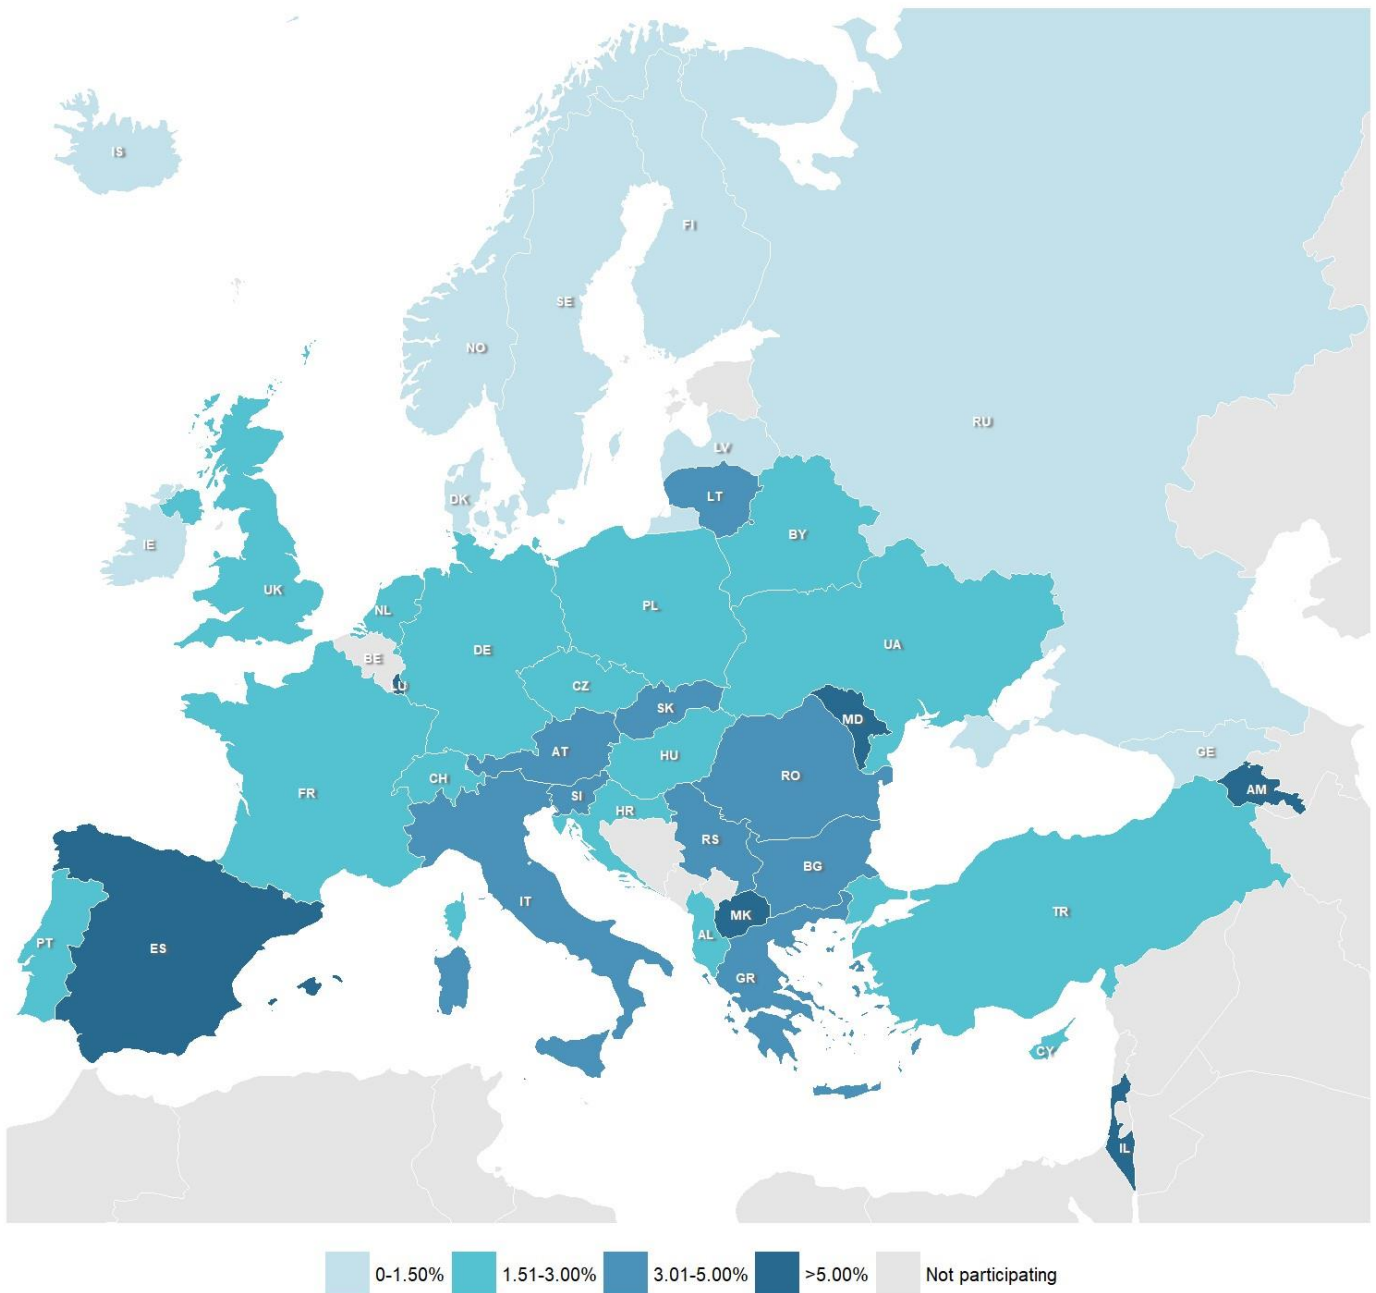 IS
FI
SE
NO
RU
LV
DK
LT
BY
IE
UK
NL
PL
DE
BE
UA
LU
CZ
SK
MD
AT
HU
GE
CH
RO
AM
FR
SI
HR
RS
BG
IT
MK
TR
PT
AL
ES
GR
CY
IL
0-1.50% 1.51-3.00% 3.01-5.00% >5.00% Not participating